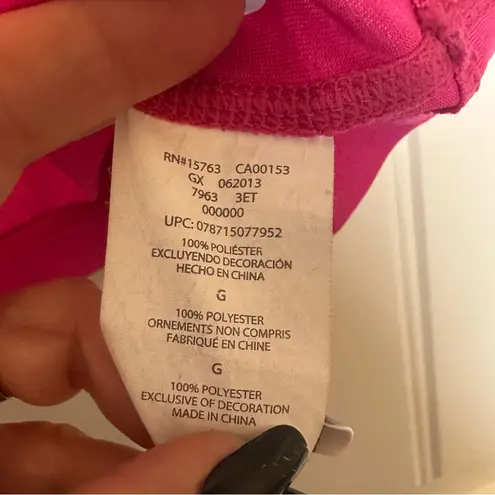 RN#15763 CA00153
GX 062013
7963 3ET
000000
UPC: 078715077952
100% POLIÉSTER
EXCLUYENDO DECORACIÓN
HECHO EN CHINA
G
100% POLYESTER
ORNEMENTS NON COMPRIS
FABRIQUÉ EN CHINE
G
100% POLYESTER
EXCLUSIVE OF DECORATION
MADE IN CHINA